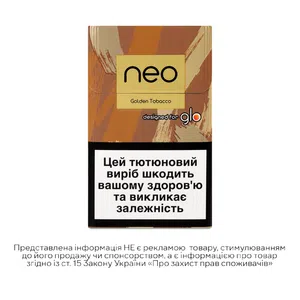 neo
Golden Tobacco
designed for glo
Цей тютюновий
виріб шкодить
вашому здоров'ю
та викликає
залежність
Представлена інформація НЕ є рекламою товару, стимулюванням
до його продажу чи спонсорством, а є інформацією про товар
згідно із ст. 15 Закону України «Про захист прав споживачів»